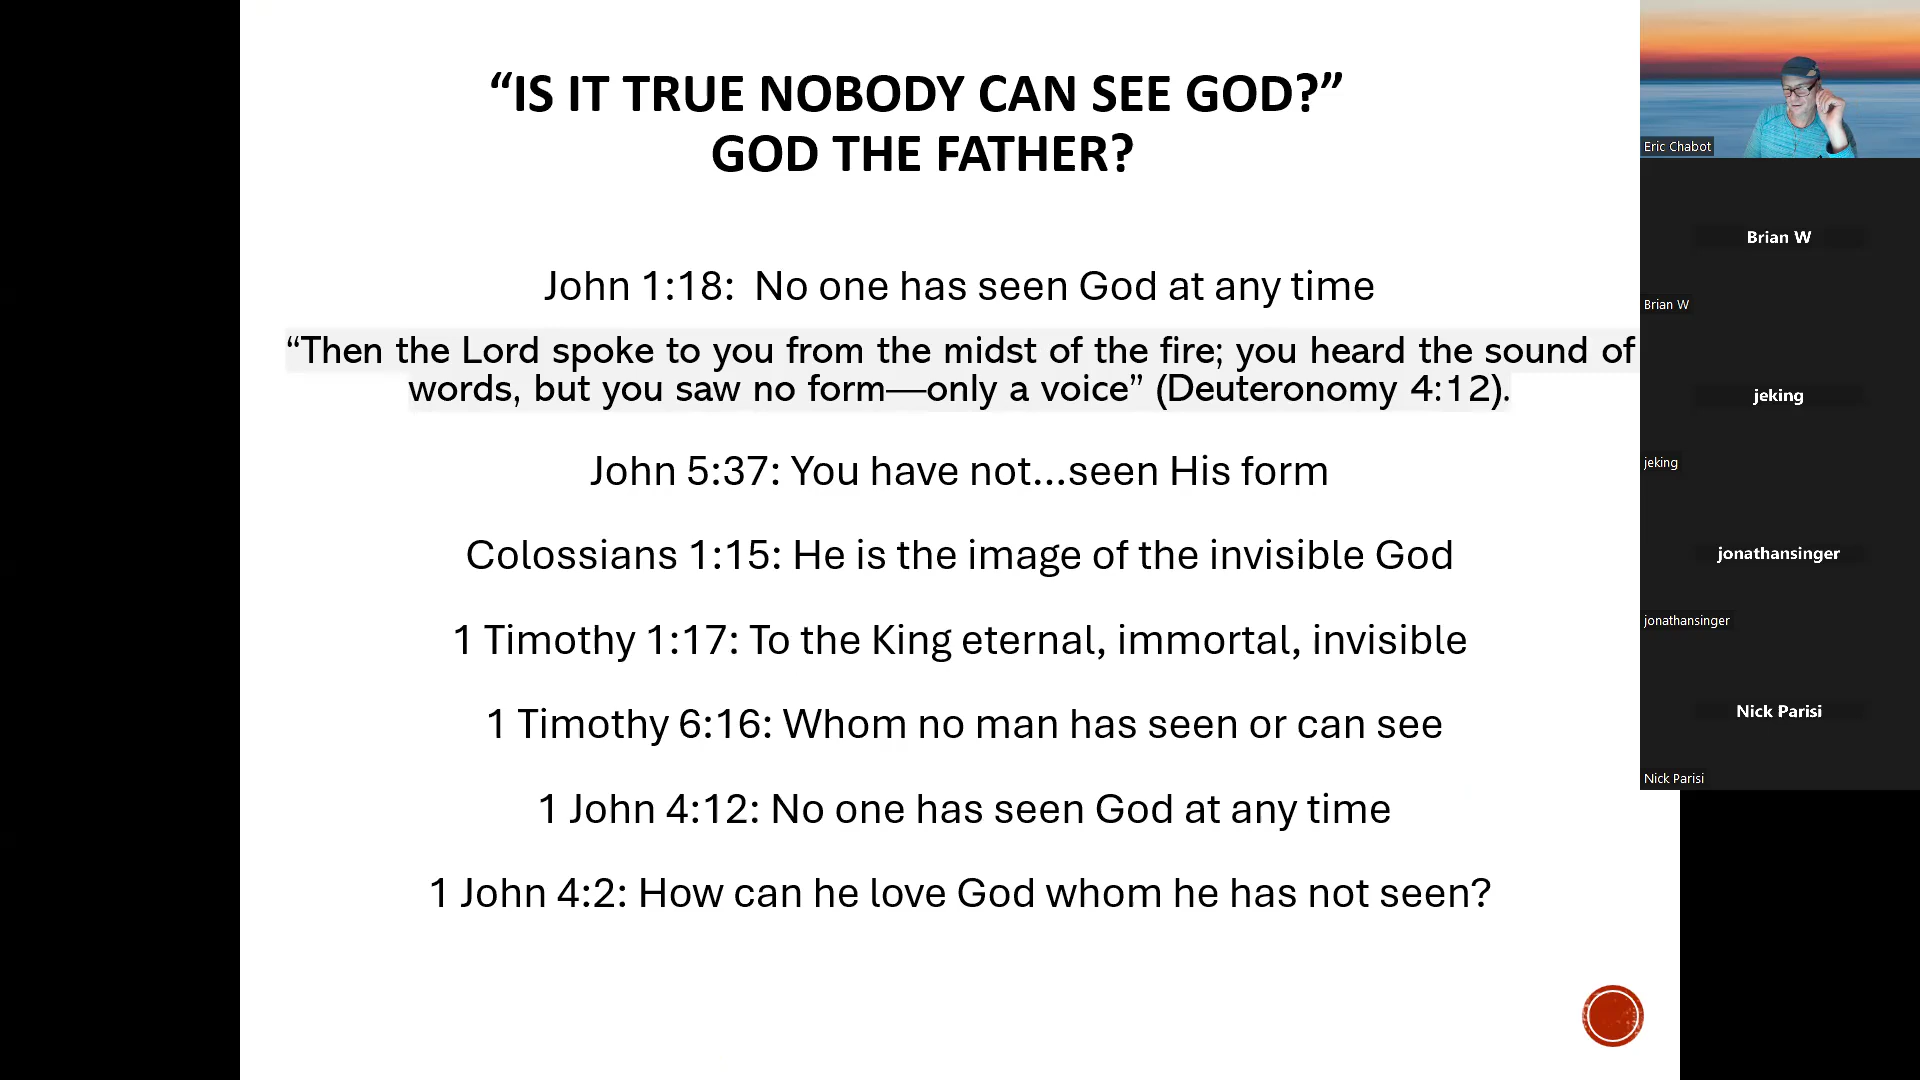 “IS IT TRUE NOBODY CAN SEE GOD?”
GOD THE FATHER?
John 1:18:  No one has seen God at any time
“Then the Lord spoke to you from the midst of the fire; you heard the sound of
words, but you saw no form—only a voice” (Deuteronomy 4:12).
John 5:37: You have not...seen His form
Colossians 1:15: He is the image of the invisible God
1 Timothy 1:17: To the King eternal, immortal, invisible
1 Timothy 6:16: Whom no man has seen or can see
1 John 4:12: No one has seen God at any time
1 John 4:2: How can he love God whom he has not seen?
Eric Chabot
Brian W
Brian W
jeking
jeking
jonathansinger
jonathansinger
Nick Parisi
Nick Parisi